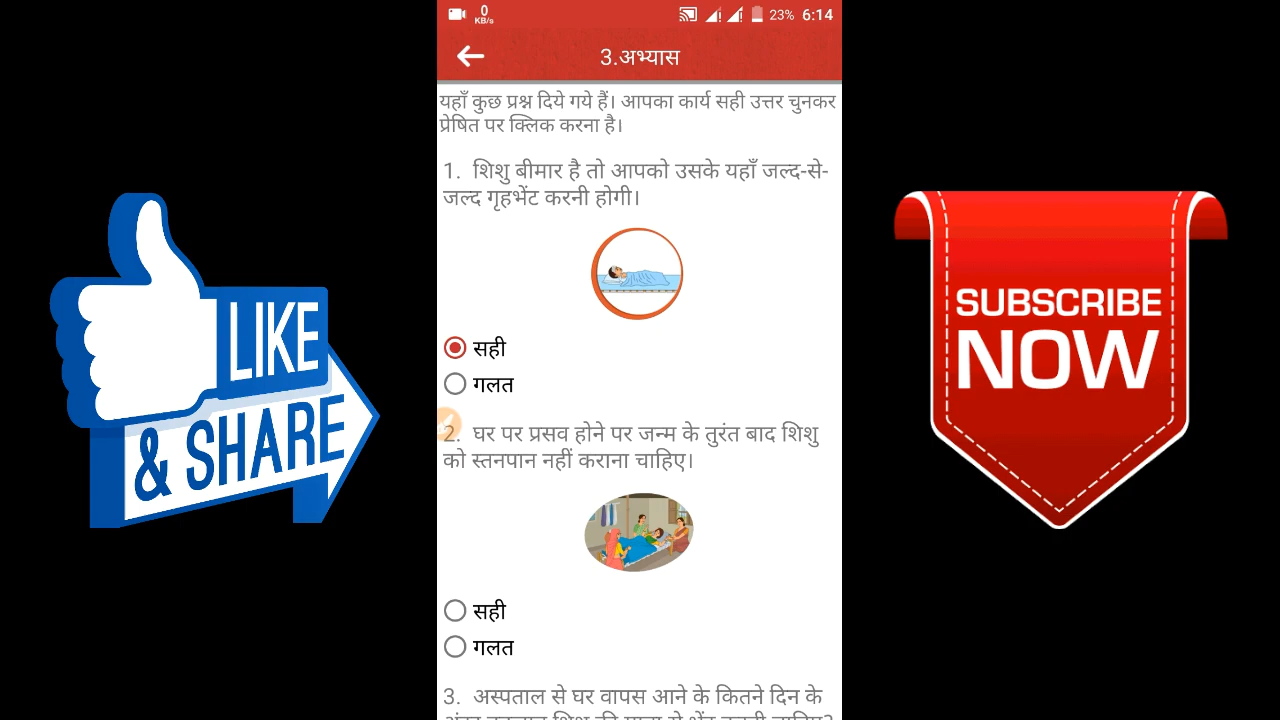 0
KB/s
23% 6:14
3.अभ्यास
यहाँ कुछ प्रश्न दिये गये हैं। आपका कार्य सही उत्तर चुनकर
प्रेषित पर क्लिक करना है।
1. शिशु बीमार है तो आपको उसके यहाँ जल्द-से-
जल्द गृहभेंट करनी होगी।
सही
गलत
2. घर पर प्रसव होने पर जन्म के तुरंत बाद शिशु
को स्तनपान नहीं कराना चाहिए।
सही
गलत
3. अस्पताल से घर वापस आने के कितने दिन के
LIKE
& SHARE
SUBSCRIBE
NOW